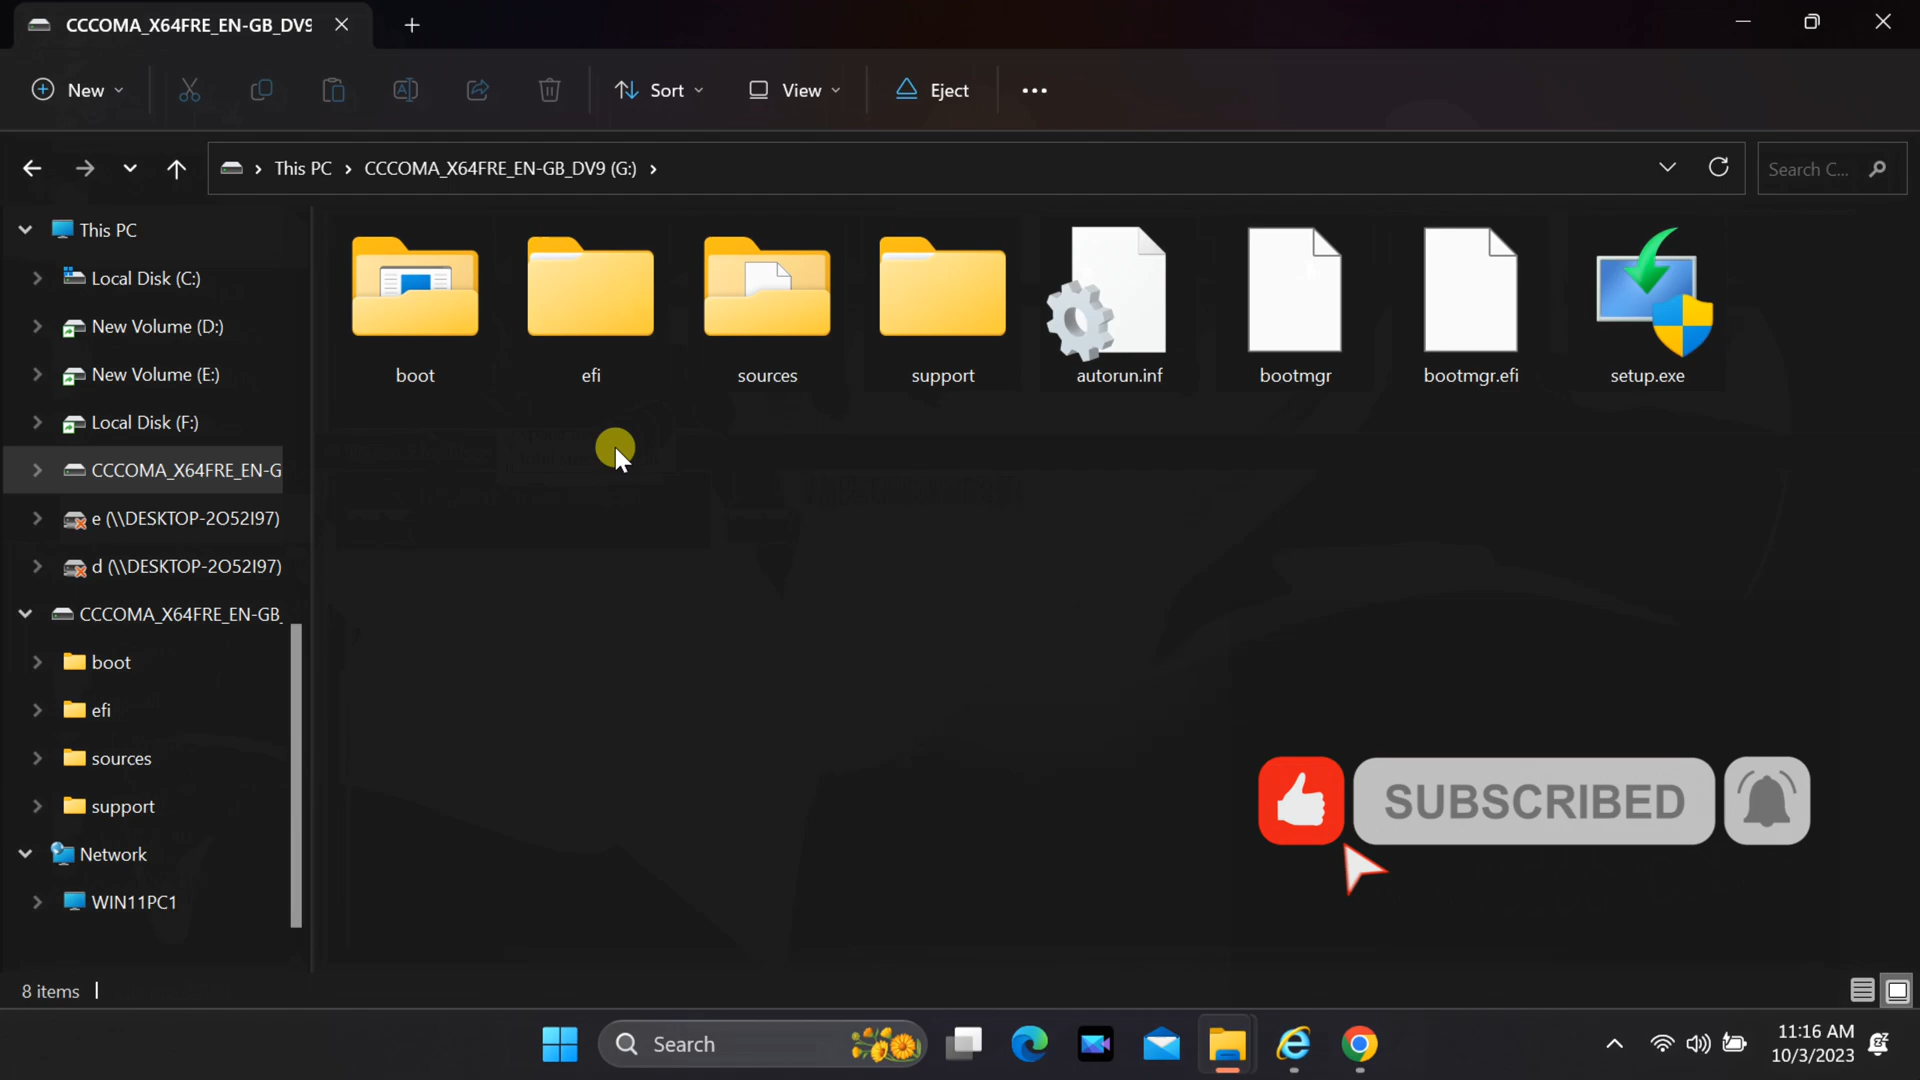 CCCOMA_X64FRE_EN-GB_DV9
New
Sort
View
Eject
This PC
CCCOMA_X64FRE_EN-GB_DV9 (G:)
Search C...
This PC
Local Disk (C:)
New Volume (D:)
New Volume (E:)
Local Disk (F:)
CCCOMA_X64FRE_EN-G
e (\\DESKTOP-2O52I97)
d (\\DESKTOP-2O52I97)
CCCOMA_X64FRE_EN-GB_
boot
efi
sources
support
Network
WIN11PC1
boot
efi
sources
support
autorun.inf
bootmgr
bootmgr.efi
setup.exe
SUBSCRIBED
8 items
Search
11:16 AM
10/3/2023